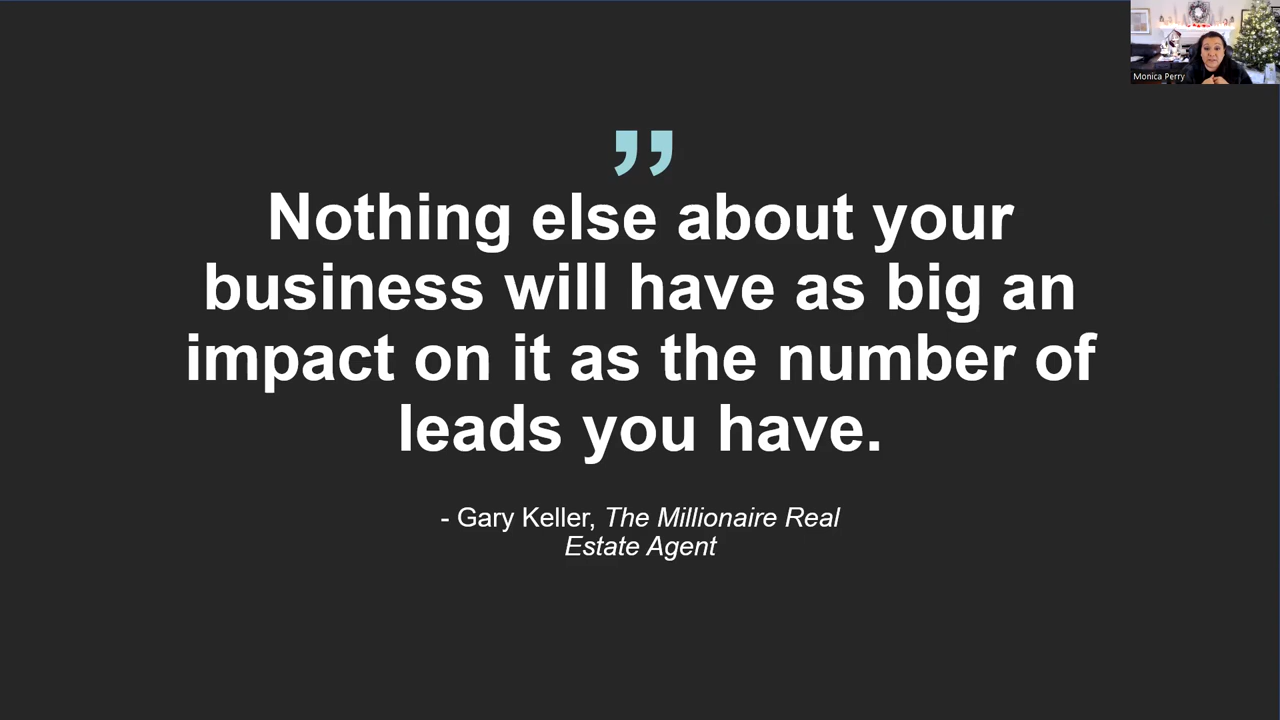 Monica Perry
”
Nothing else about your
business will have as big an
impact on it as the number of
leads you have.
- Gary Keller, The Millionaire Real
Estate Agent